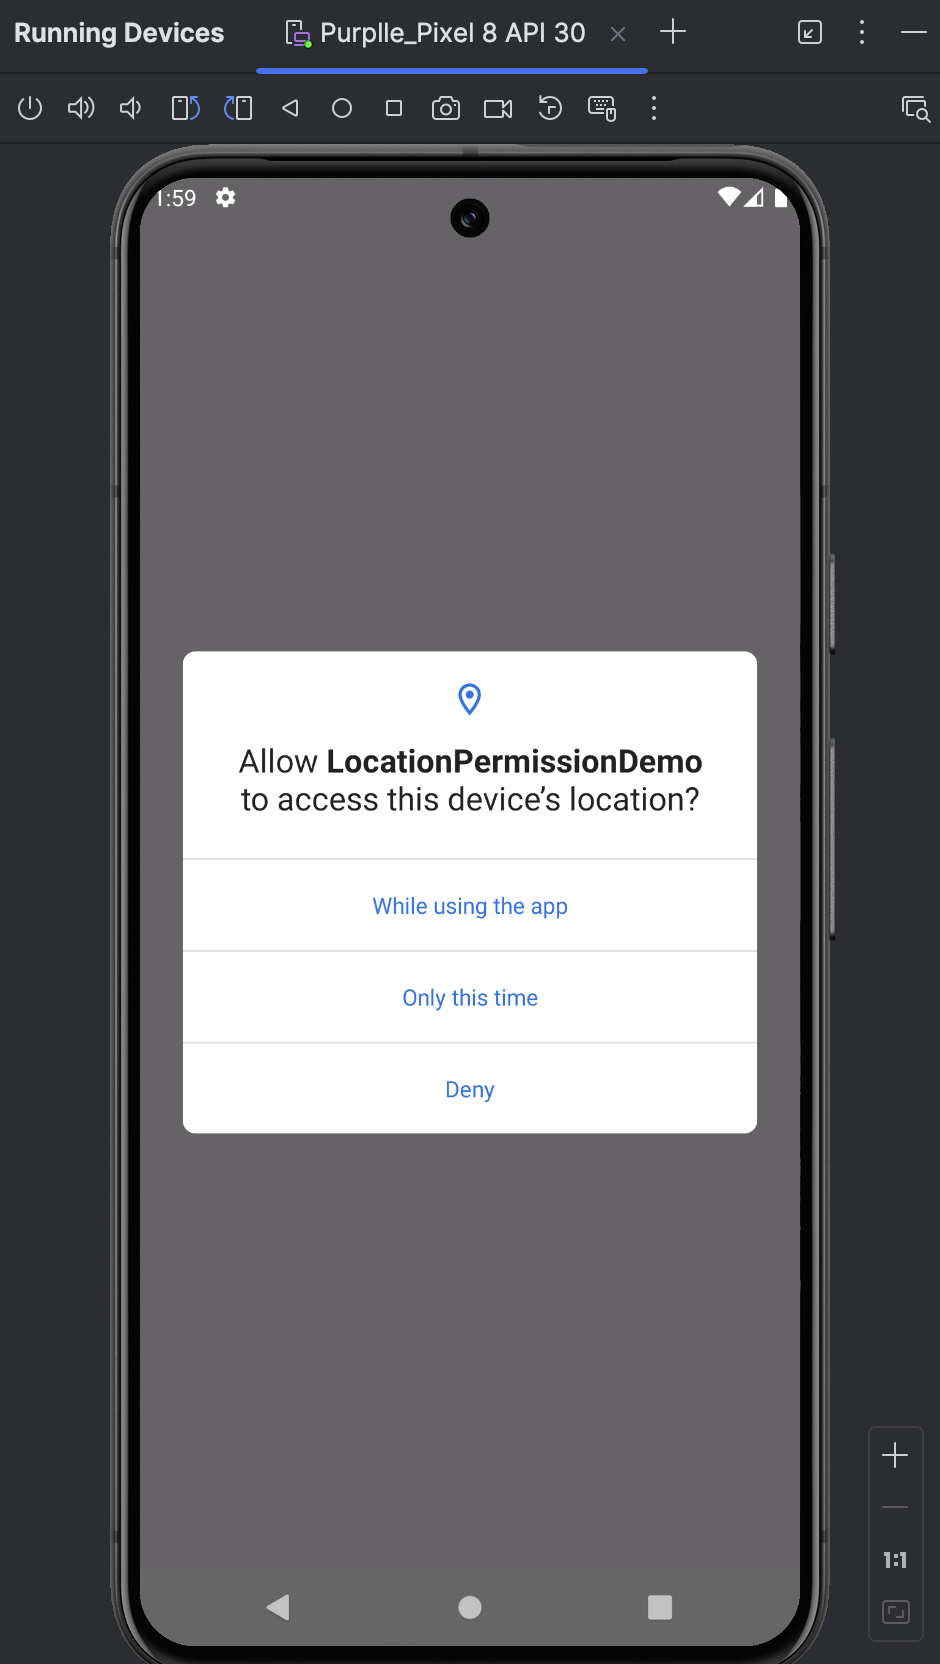 Running Devices
Purplle_Pixel 8 API 30
1:59
Allow LocationPermissionDemo
to access this device’s location?
While using the app
Only this time
Deny
1:1